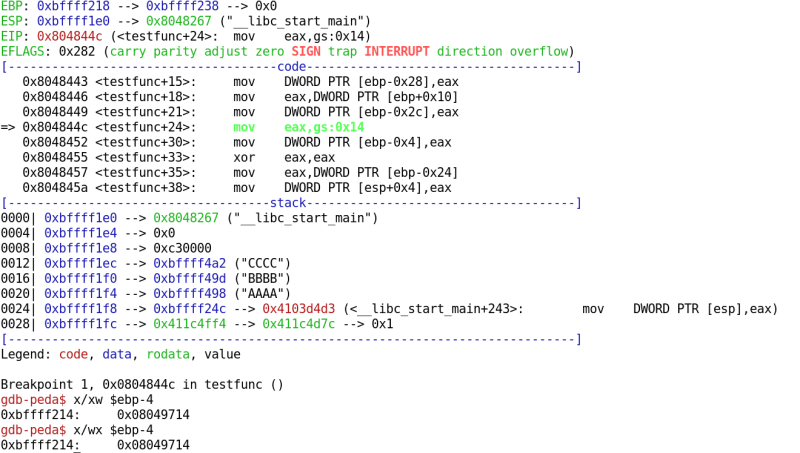 EBP: 0xbffff218 --> 0xbffff238 --> 0x0
ESP: 0xbffff1e0 --> 0x8048267 ("__libc_start_main")
EIP: 0x804844c (<testfunc+24>:	mov    eax,gs:0x14)
EFLAGS: 0x282 (carry parity adjust zero SIGN trap INTERRUPT direction overflow)
[-------------------------------------code-------------------------------------]
   0x8048443 <testfunc+15>:	mov    DWORD PTR [ebp-0x28],eax
   0x8048446 <testfunc+18>:	mov    eax,DWORD PTR [ebp+0x10]
   0x8048449 <testfunc+21>:	mov    DWORD PTR [ebp-0x2c],eax
=> 0x804844c <testfunc+24>:	mov    eax,gs:0x14
   0x8048452 <testfunc+30>:	mov    DWORD PTR [ebp-0x4],eax
   0x8048455 <testfunc+33>:	xor    eax,eax
   0x8048457 <testfunc+35>:	mov    eax,DWORD PTR [ebp-0x24]
   0x804845a <testfunc+38>:	mov    DWORD PTR [esp+0x4],eax
[------------------------------------stack-------------------------------------]
0000| 0xbffff1e0 --> 0x8048267 ("__libc_start_main")
0004| 0xbffff1e4 --> 0x0
0008| 0xbffff1e8 --> 0xc30000
0012| 0xbffff1ec --> 0xbffff4a2 ("CCCC")
0016| 0xbffff1f0 --> 0xbffff49d ("BBBB")
0020| 0xbffff1f4 --> 0xbffff498 ("AAAA")
0024| 0xbffff1f8 --> 0xbffff24c --> 0x4103d4d3 (<__libc_start_main+243>:	mov    DWORD PTR [esp],eax)
0028| 0xbffff1fc --> 0x411c4ff4 --> 0x411c4d7c --> 0x1
[------------------------------------------------------------------------------]
Legend: code, data, rodata, value

Breakpoint 1, 0x0804844c in testfunc ()
gdb-peda$ x/xw $ebp-4
0xbffff214:	0x08049714
gdb-peda$ x/wx $ebp-4
0xbffff214:	0x08049714